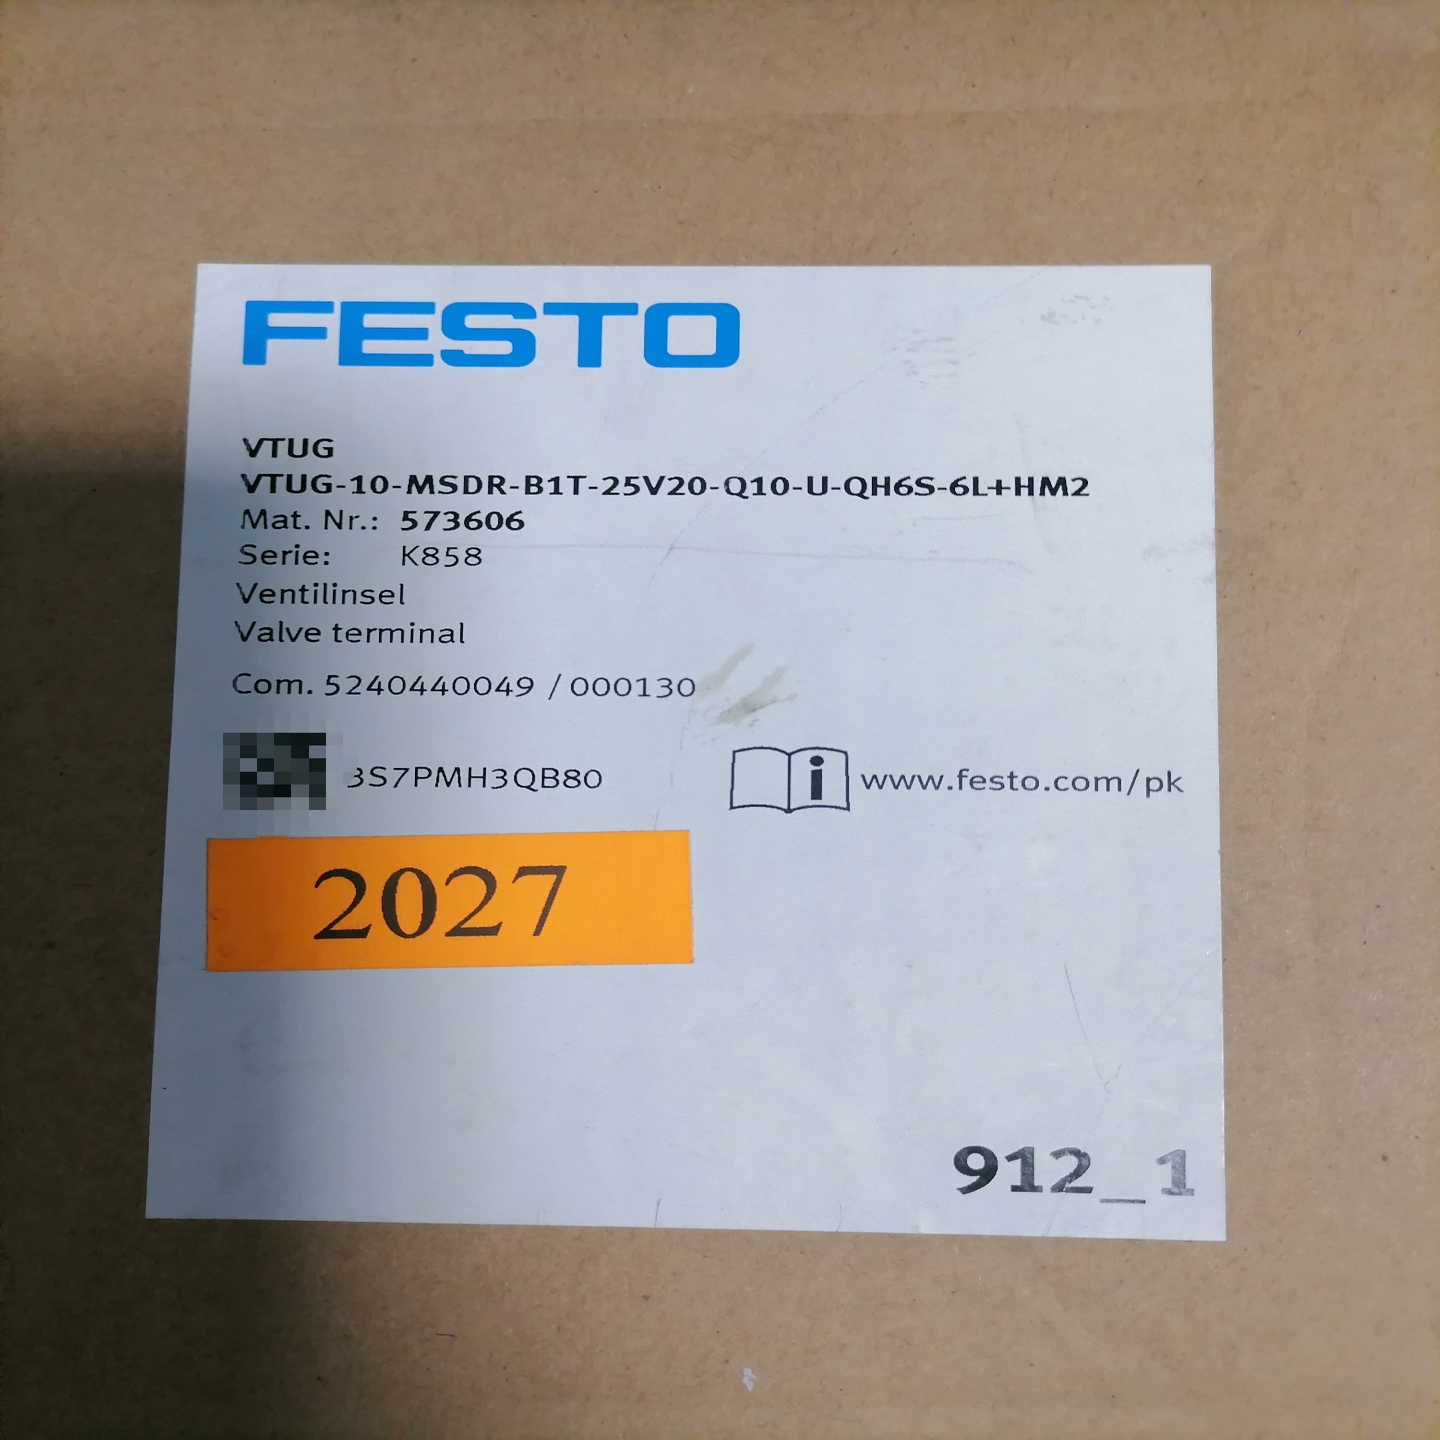 FESTO
VTUG
VTUG-10-MSDR-B1T-25V20-Q10-U-QH6S-6L+HM2
Mat. Nr.: 573606
Serie: K858
Ventilinsel
Valve terminal
Com. 5240440049 / 000130
3S7PMH3QB80
www.festo.com/pk
2027
912_1